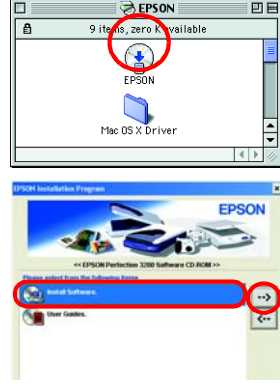 EPSON
9 items, zero K available
EPSON
Mac OS X Driver
EPSON Installation Program
EPSON
<< EPSON Perfection 3200 Software CD-ROM >>
Please select from the following items
Install Software.
User Guides.
-->
<--